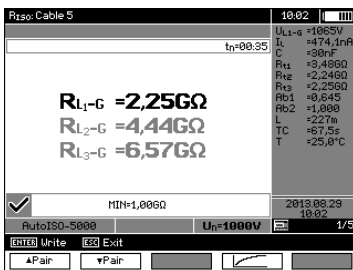 RISO: Cable 5
10:02
tn=00:35
RL1-G =2,25GΩ
RL2-G =4,44GΩ
RL3-G =6,57GΩ
MIN=1,00GΩ
AutoISO-5000
Un=1000V
UL1-G =1065V
IL =474,1nA
C =30nF
Rt1 =3,48GΩ
Rt2 =2,24GΩ
Rt3 =2,25GΩ
Ab1 =0,645
Ab2 =1,000
L =227m
TC =67,5s
T =25,0°C
2013.08.29
10:02
1/5
ENTER Write ESC Exit
▲Pair
▼Pair